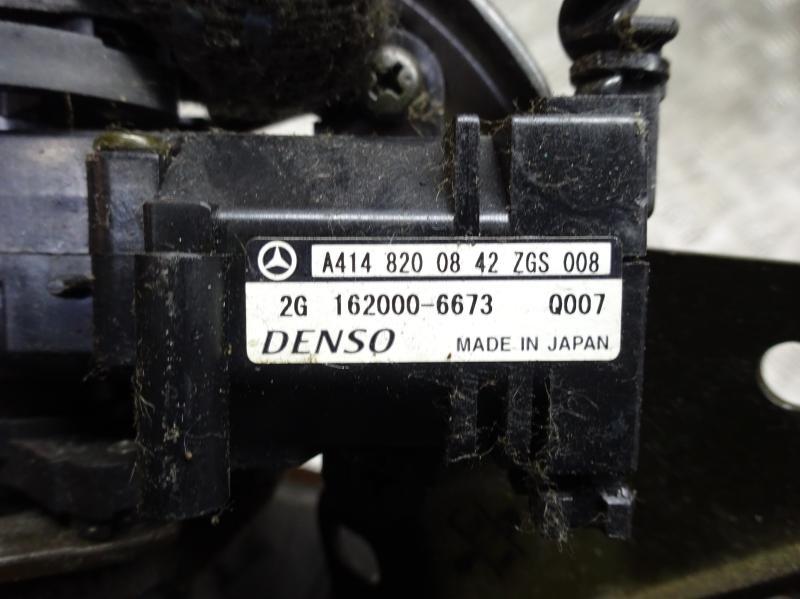 A414 820 08 42 ZGS 008
2G 162000-6673 Q007
DENSO MADE IN JAPAN